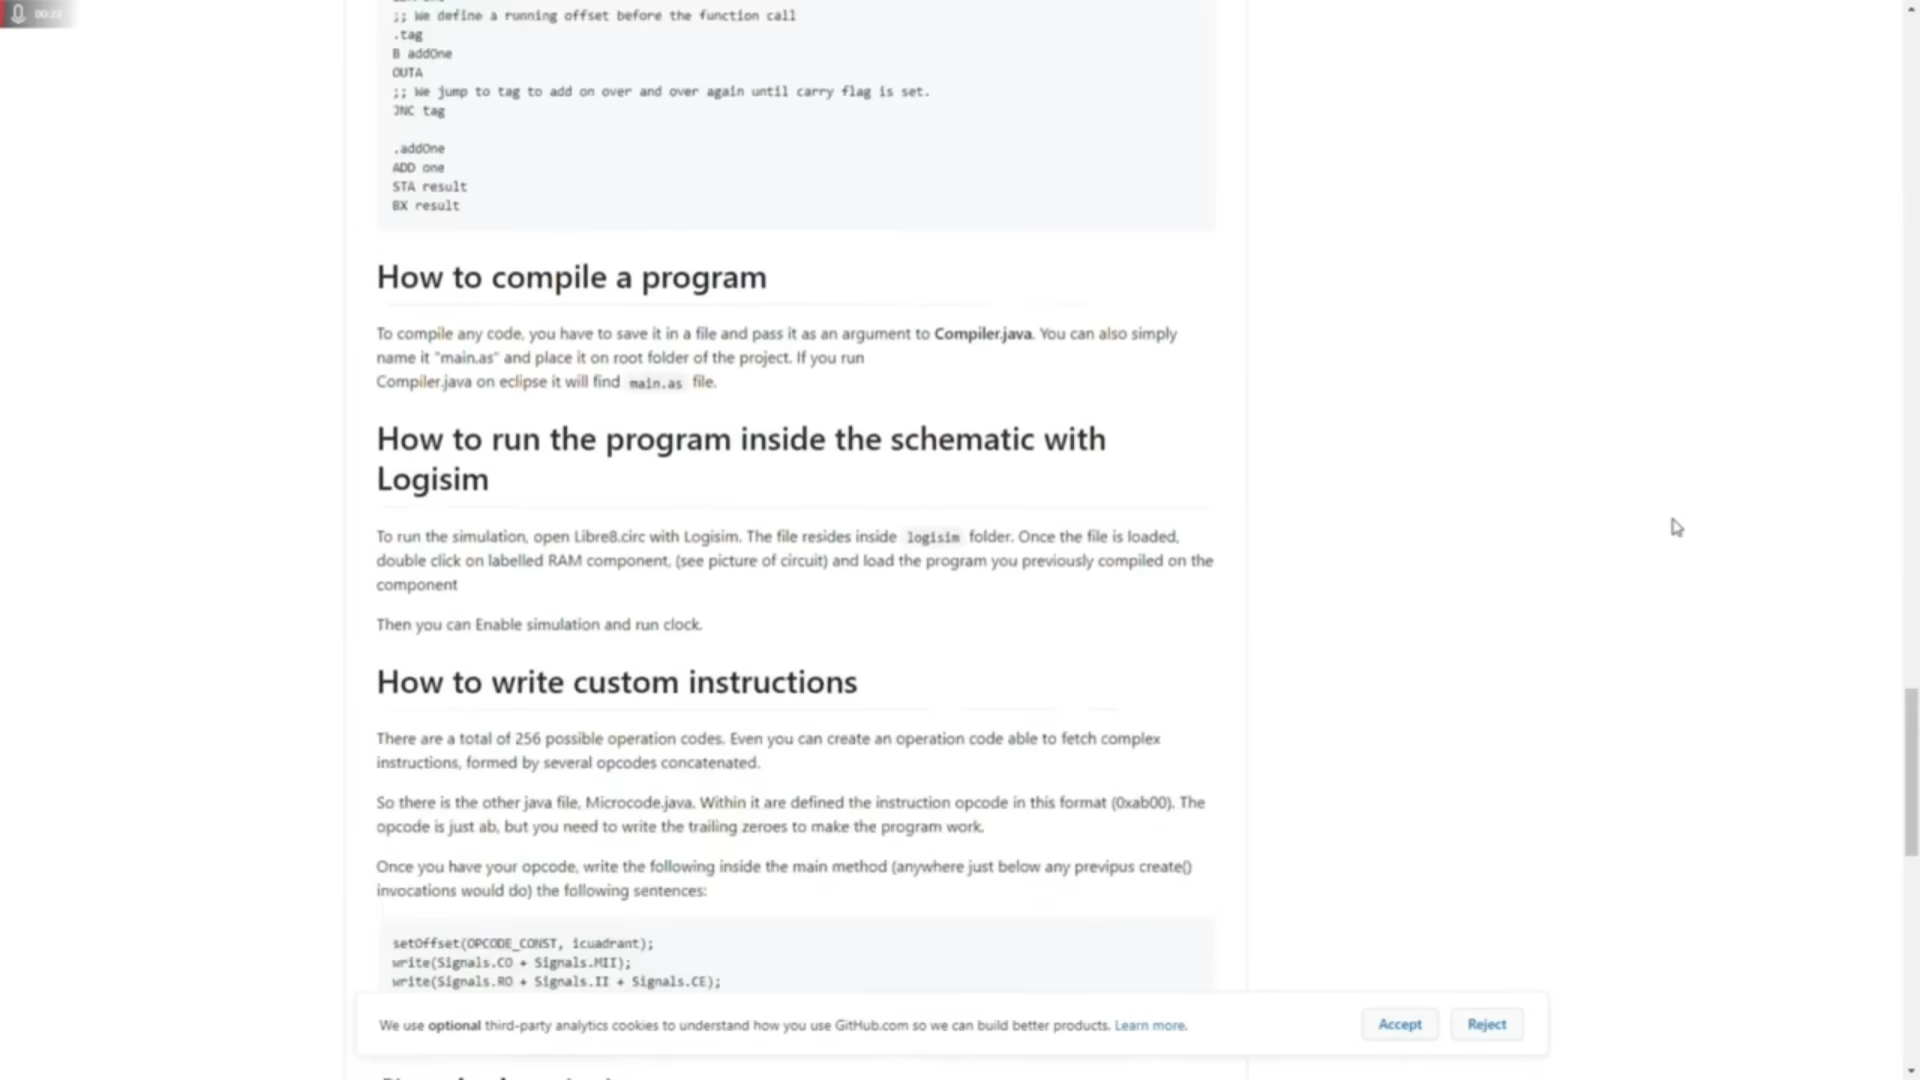 00:22
;; We define a running offset before the function call
.tag
B addOne
OUTA
;; We jump to tag to add on over and over again until carry flag is set.
JNC tag
.addOne
ADD one
STA result
BX result
How to compile a program
To compile any code, you have to save it in a file and pass it as an argument to Compiler.java. You can also simply
name it "main.as" and place it on root folder of the project. If you run
Compiler.java on eclipse it will find main.as file.
How to run the program inside the schematic with
Logisim
To run the simulation, open Libre8.circ with Logisim. The file resides inside logisim folder. Once the file is loaded,
double click on labelled RAM component, (see picture of circuit) and load the program you previously compiled on the
component
Then you can Enable simulation and run clock.
How to write custom instructions
There are a total of 256 possible operation codes. Even you can create an operation code able to fetch complex
instructions, formed by several opcodes concatenated.
So there is the other java file, Microcode.java. Within it are defined the instruction opcode in this format (0xab00). The
opcode is just ab, but you need to write the trailing zeroes to make the program work.
Once you have your opcode, write the following inside the main method (anywhere just below any previpus create()
invocations would do) the following sentences:
setOffset(OPCODE_CONST, icuadrant);
write(Signals.CO + Signals.MII);
write(Signals.RO + Signals.II + Signals.CE);
We use optional third-party analytics cookies to understand how you use GitHub.com so we can build better products. Learn more.
Accept
Reject